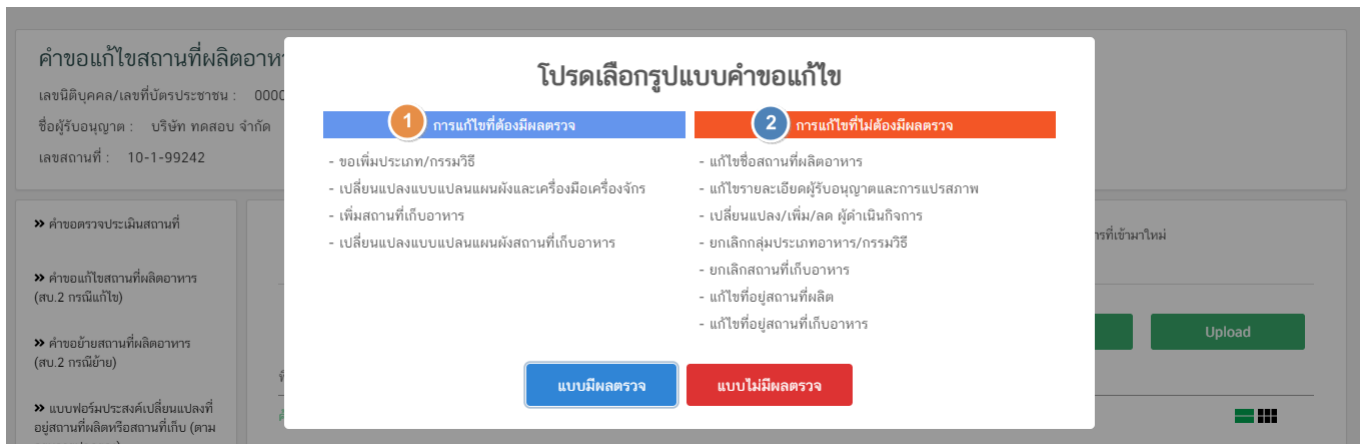 คำขอแก้ไขสถานที่ผลิตอาห
เลขนิติบุคคล/เลขที่บัตรประชาชน : 0000
ชื่อผู้รับอนุญาต : บริษัท ทดสอบ จำกัด
เลขสถานที่ : 10-1-99242
โปรดเลือกรูปแบบคำขอแก้ไข
1 การแก้ไขที่ต้องมีผลตรวจ
- ขอเพิ่มประเภท/กรรมวิธี
- เปลี่ยนแปลงแบบแปลนแผนผังและเครื่องมือเครื่องจักร
- เพิ่มสถานที่เก็บอาหาร
- เปลี่ยนแปลงแบบแปลนแผนผังสถานที่เก็บอาหาร
2 การแก้ไขที่ไม่ต้องมีผลตรวจ
- แก้ไขชื่อสถานที่ผลิตอาหาร
- แก้ไขรายละเอียดผู้รับอนุญาตและการแปรสภาพ
- เปลี่ยนแปลง/เพิ่ม/ลด ผู้ดำเนินกิจการ
- ยกเลิกกลุ่มประเภทอาหาร/กรรมวิธี
- ยกเลิกสถานที่เก็บอาหาร
- แก้ไขที่อยู่สถานที่ผลิต
- แก้ไขที่อยู่สถานที่เก็บอาหาร
แบบมีผลตรวจ
แบบไม่มีผลตรวจ
» คำขอตรวจประเมินสถานที่
» คำขอแก้ไขสถานที่ผลิตอาหาร
(สบ.2 กรณีแก้ไข)
» คำขอย้ายสถานที่ผลิตอาหาร
(สบ.2 กรณีย้าย)
» แบบฟอร์มประสงค์เปลี่ยนแปลงที่
อยู่สถานที่ผลิตหรือสถานที่เก็บ (ตาม
ารที่เข้ามาใหม่
Upload